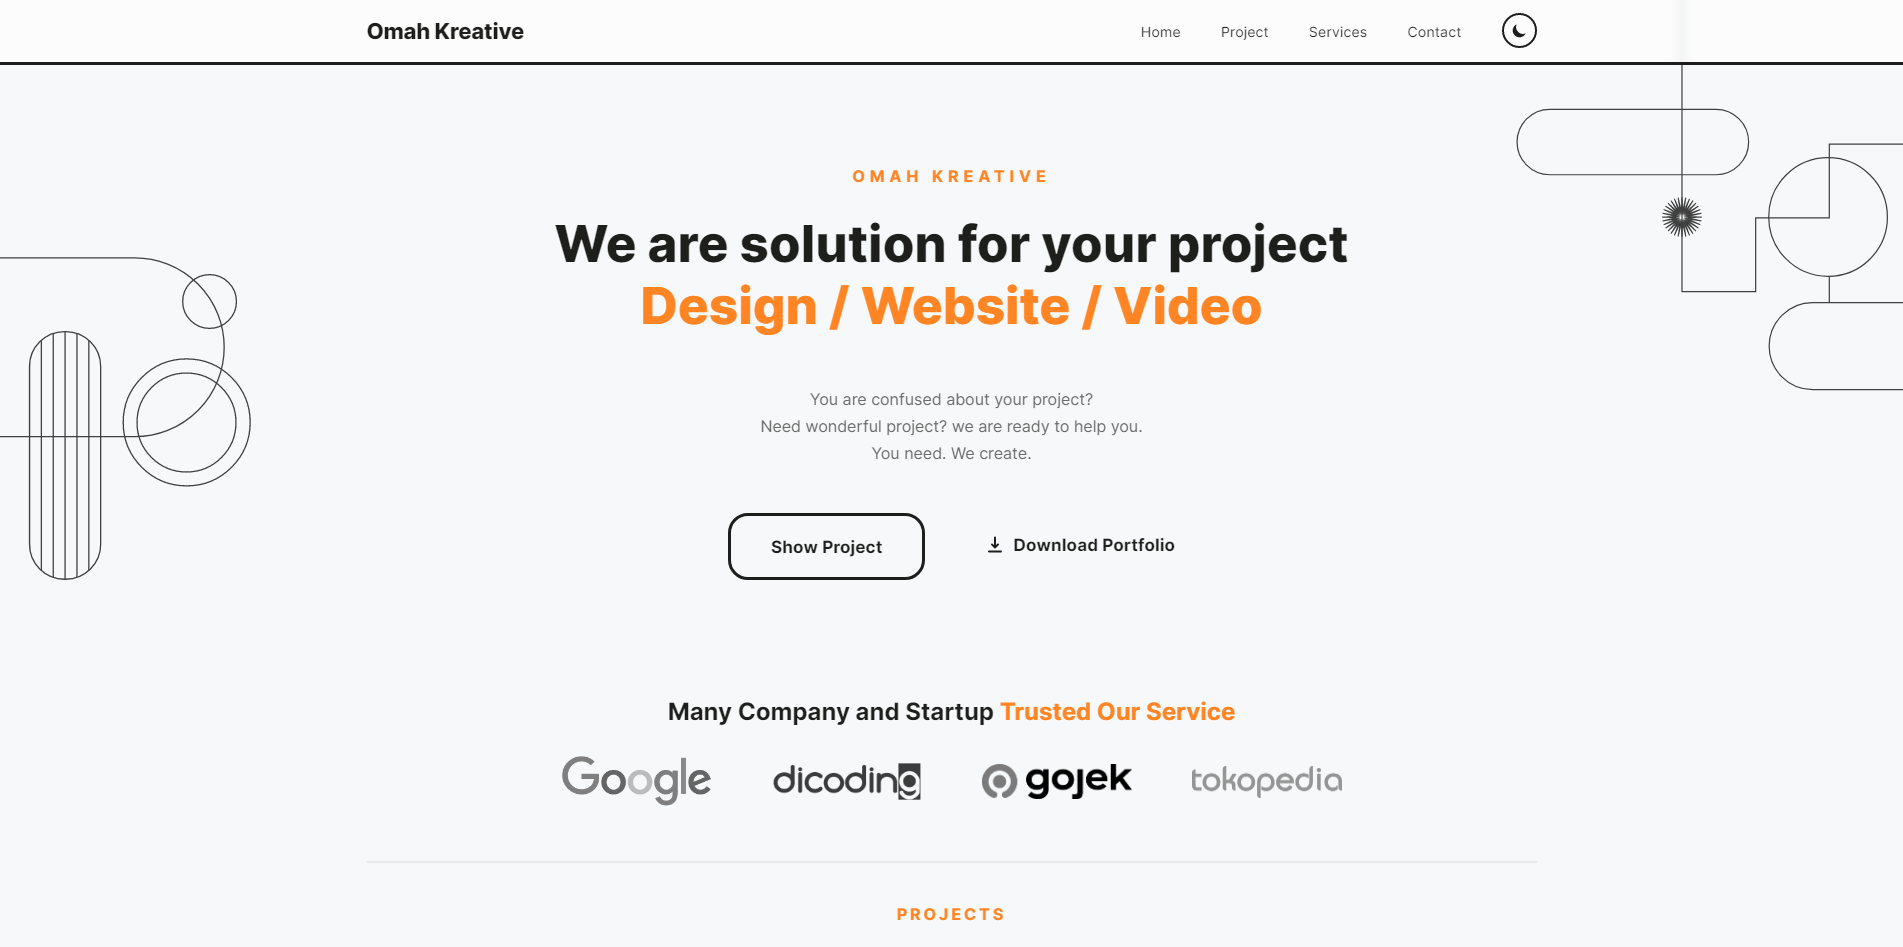 Omah Kreative
Home Project Services Contact
OMAH KREATIVE
We are solution for your project
Design / Website / Video
You are confused about your project?
Need wonderful project? we are ready to help you.
You need. We create.
Show Project
Download Portfolio
Many Company and Startup Trusted Our Service
Google dicoding gojek tokopedia
PROJECTS